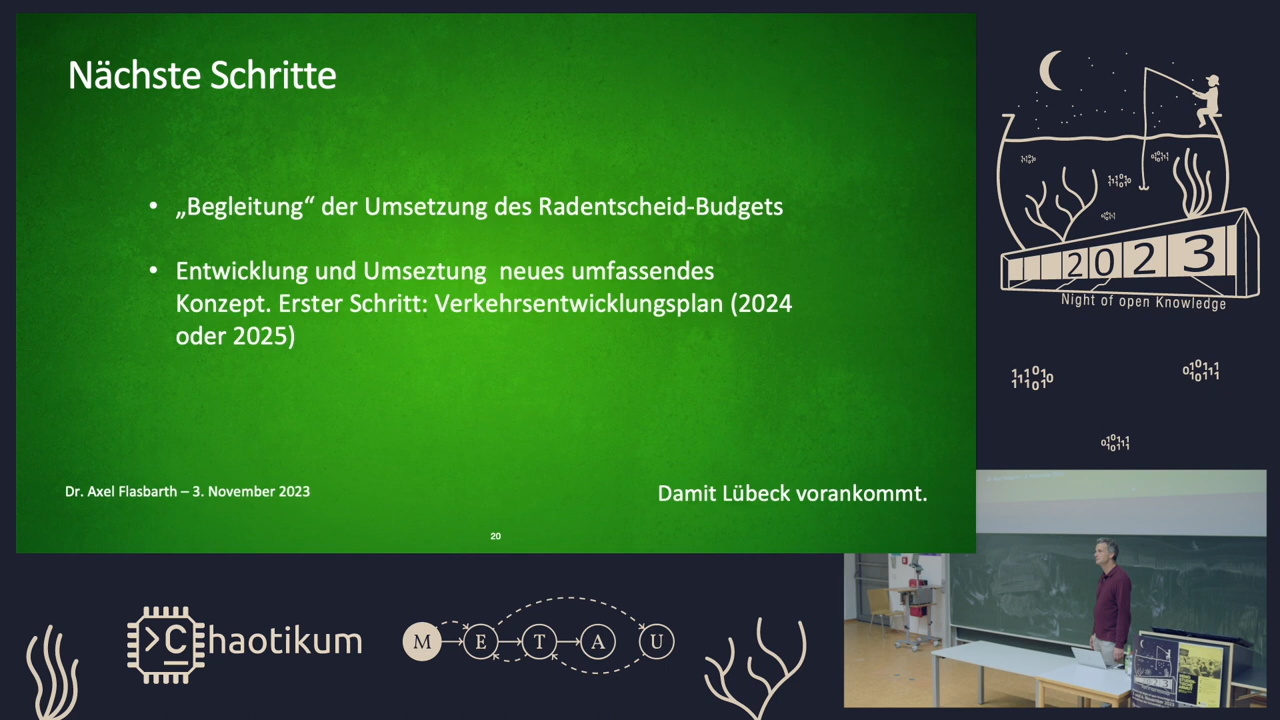 Nächste Schritte
• „Begleitung“ der Umsetzung des Radentscheid-Budgets
• Entwicklung und Umseztung neues umfassendes
Konzept. Erster Schritt: Verkehrsentwicklungsplan (2024
oder 2025)
Dr. Axel Flasbarth – 3. November 2023
Damit Lübeck vorankommt.
20
2023
Night of open Knowledge
>C haotikum
M E T A U